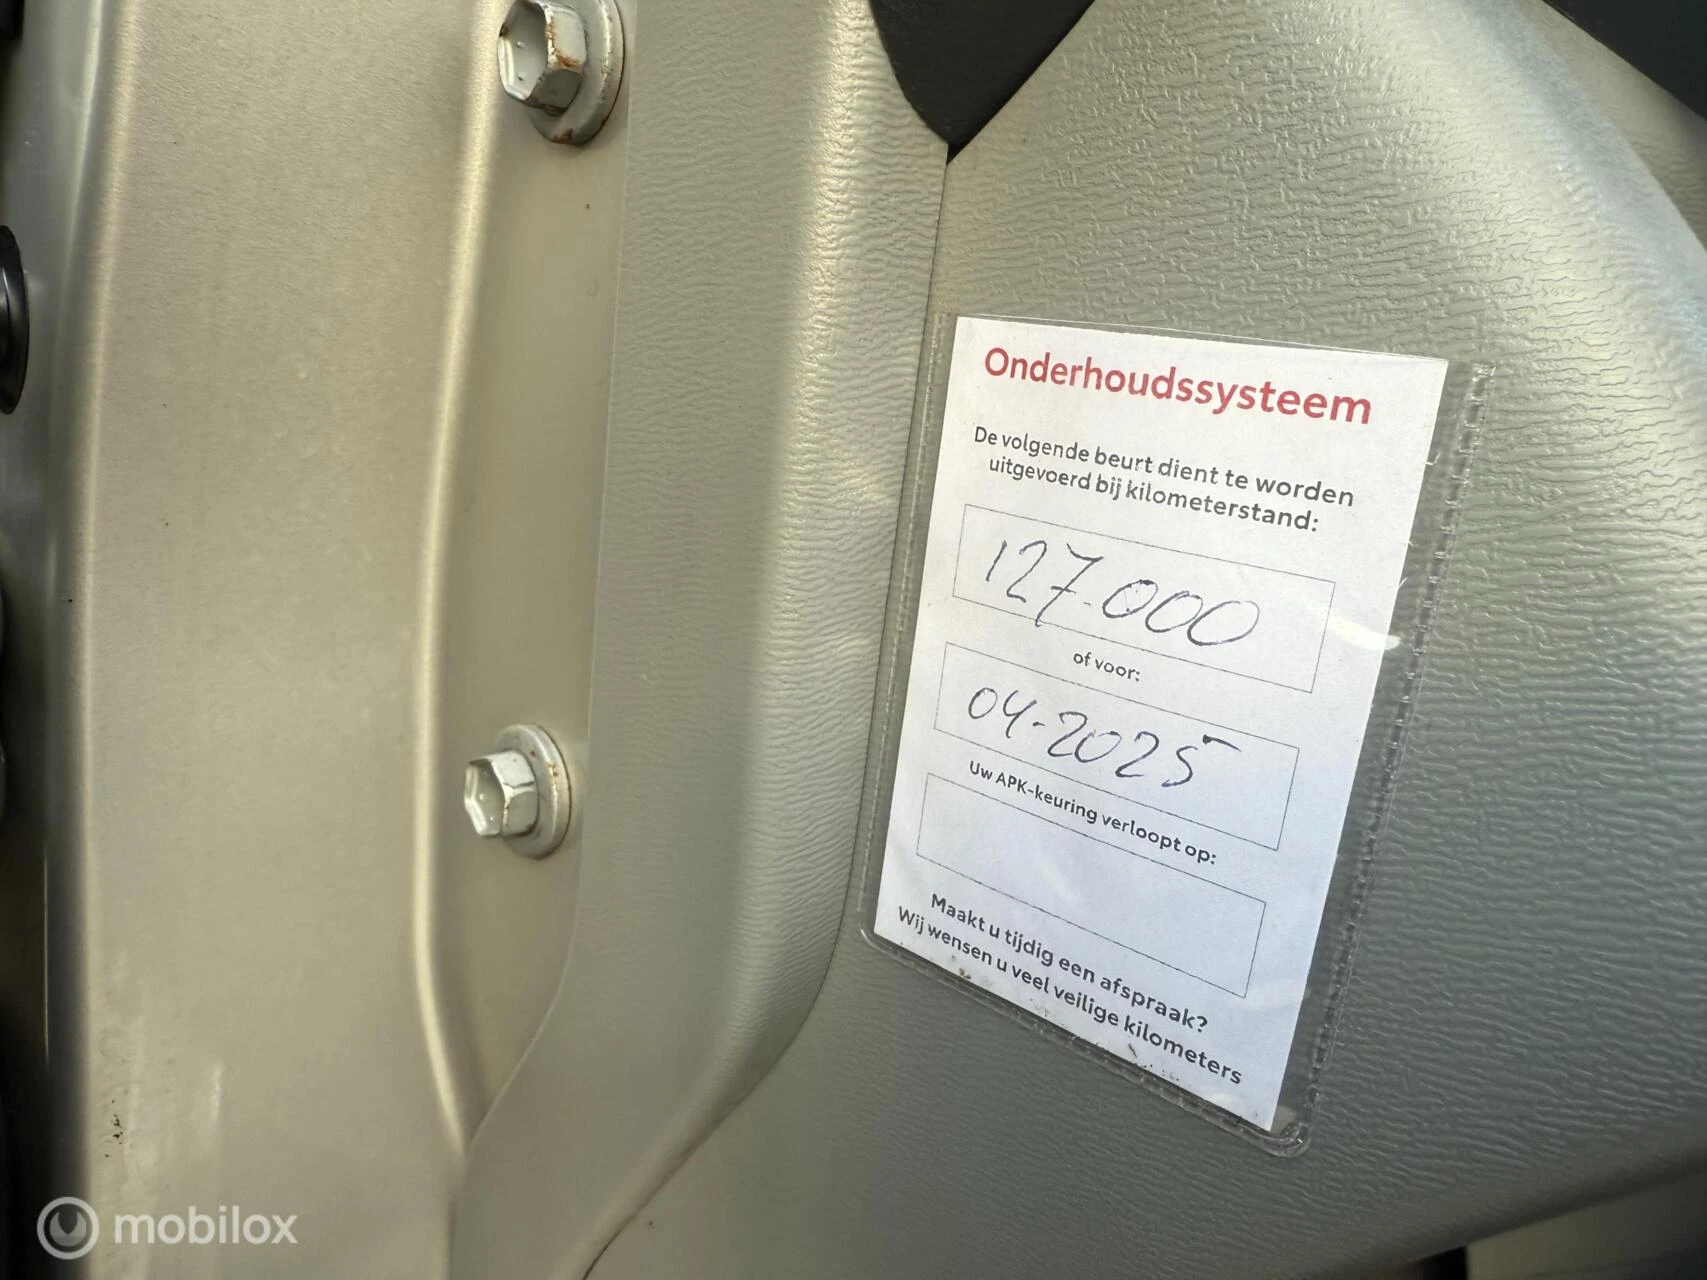 Onderhoudssysteem
De volgende beurt dient te worden
uitgevoerd bij kilometerstand:
127.000
of voor:
04-2025
Uw APK-keuring verloopt op:
Maakt u tijdig een afspraak?
Wij wensen u veel veilige kilometers
mobilox